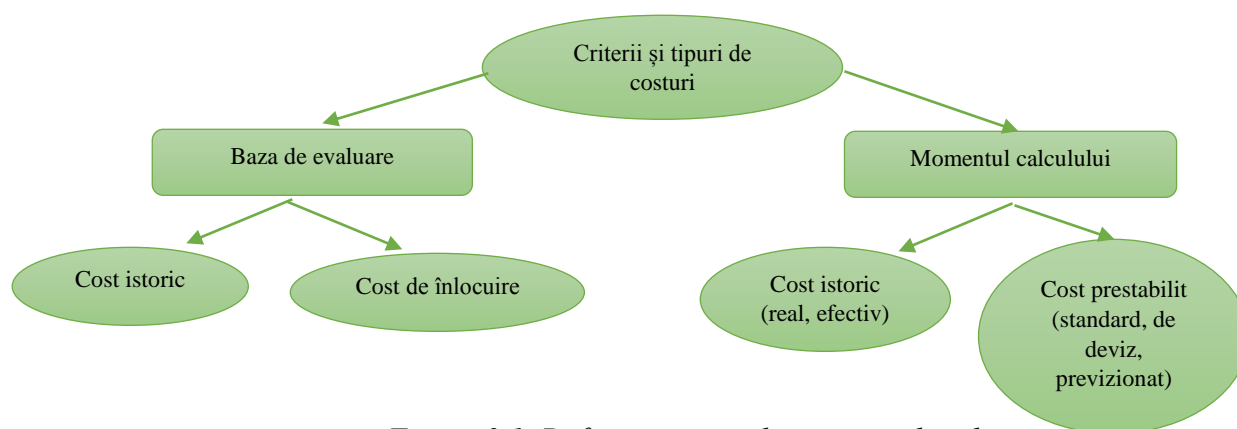 Criterii și tipuri de
costuri
Baza de evaluare
Momentul calculului
Cost istoric
Cost de înlocuire
Cost istoric
(real, efectiv)
Cost prestabilit
(standard, de
deviz,
previzionat)